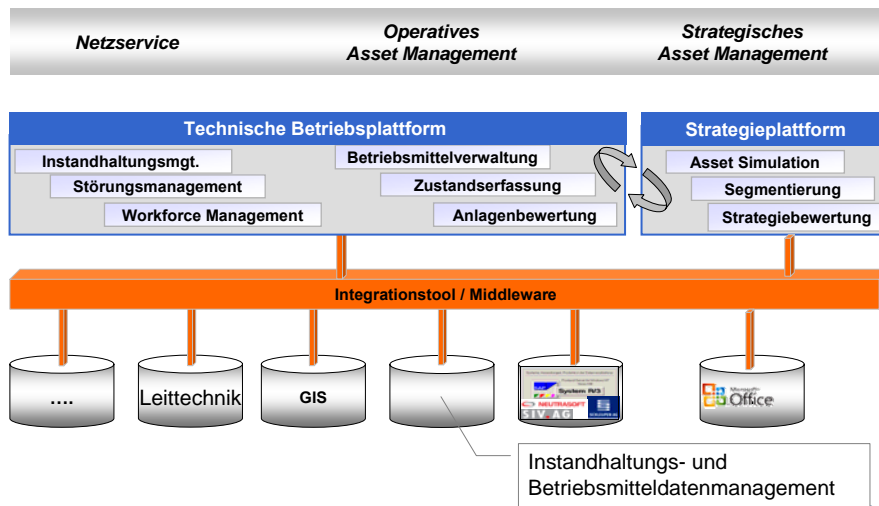 Netzservice
Operatives
Asset Management
Strategisches
Asset Management
Technische Betriebsplattform
Strategieplattform
Instandhaltungsmgt.
Störungsmanagement
Workforce Management
Betriebsmittelverwaltung
Zustandserfassung
Anlagenbewertung
Asset Simulation
Segmentierung
Strategiebewertung
Integrationstool / Middleware
....
Leittechnik
GIS
System R/3
NEUTRASOFT
SIV.AG
Microsoft
Office
Instandhaltungs- und
Betriebsmitteldatenmanagement